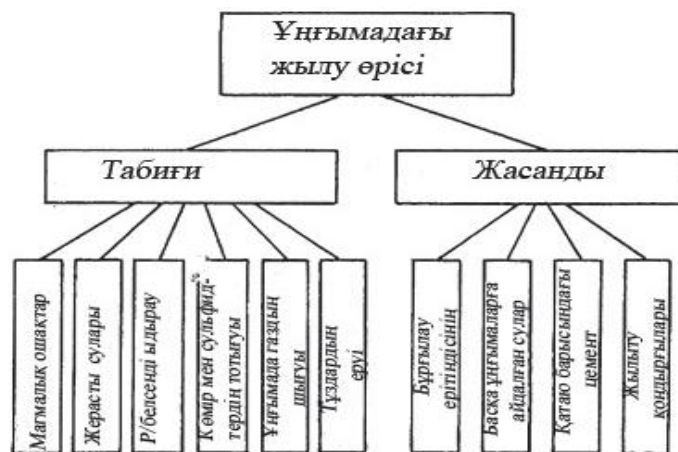 Ұңғымадағы
жылу өрісі
Табиғи
Жасанды
Магмалық ошақтар
Жерасты сулары
Р/белсенді ыдырау
Көмір мен сульфид-
тердің тотығуы
Ұңғымада газдың
шығуы
Тұздардың
еруі
Бұрғылау
ерітіндісінің
Басқа ұңғымаларға
айдалған сулар
Қатаю барысындағы
цемент
Жылыту
қондырғылары